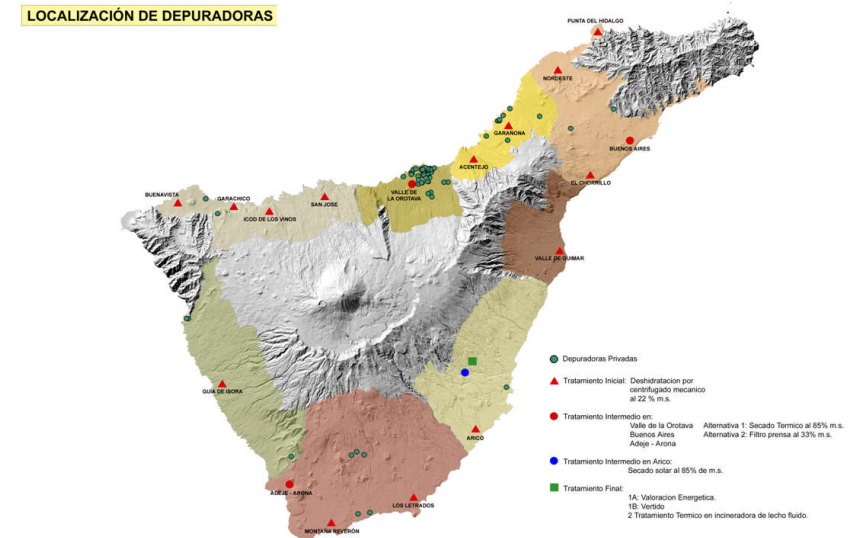 LOCALIZACIÓN DE DEPURADORAS
PUNTA DEL HIDALGO
NORDESTE
GARAÑONA
BUENOS AIRES
ACENTEJO
EL CHORRILLO
VALLE DE
LA OROTAVA
BUENAVISTA
GARACHICO
SAN JOSE
ICOD DE LOS VINOS
VALLE DE GUIMAR
GUÍA DE ISORA
ARICO
ADEJE - ARONA
LOS LETRADOS
MONTAÑA REVERÓN
Depuradoras Privadas
Tratamiento Inicial: Deshidratacion por
centrifugado mecanico
al 22 % m.s.
Tratamiento Intermedio en:
Valle de la Orotava Alternativa 1: Secado Termico al 85% m.s.
Buenos Aires Alternativa 2: Filtro prensa al 33% m.s.
Adeje - Arona
Tratamiento Intermedio en Arico:
Secado solar al 85% de m.s.
Tratamiento Final:
1A: Valoracion Energetica.
1B: Vertido
2 Tratamiento Termico en incineradora de lecho fluido.